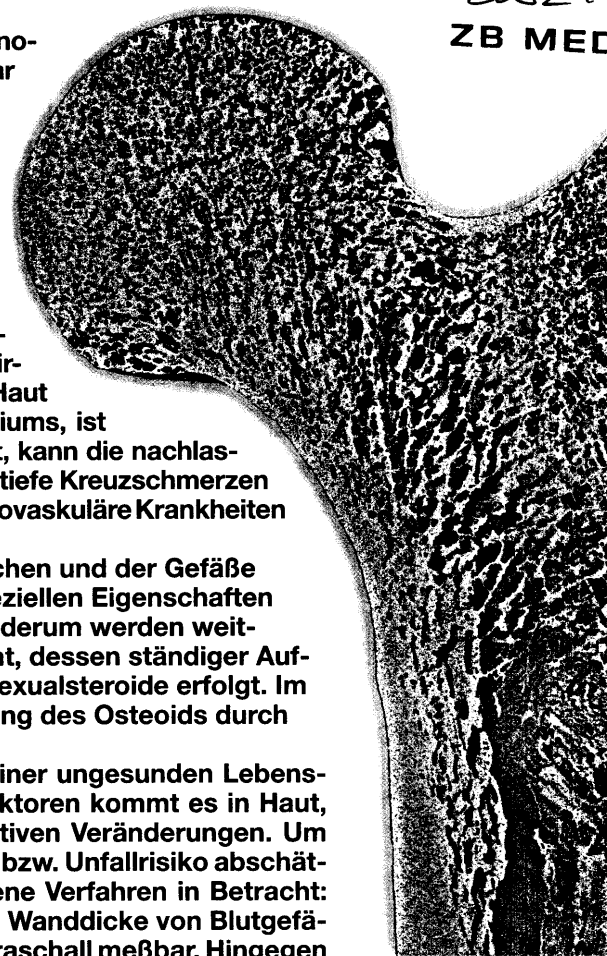 ZB MED
no-
ar
-
ir-
Haut
iums, ist
t, kann die nachlas-
tiefe Kreuzschmerzen
ovaskuläre Krankheiten
chen und der Gefäße
eziellen Eigenschaften
derum werden weit-
nt, dessen ständiger Auf-
exualsteroide erfolgt. Im
ng des Osteoids durch
iner ungesunden Lebens-
ktoren kommt es in Haut,
tiven Veränderungen. Um
bzw. Unfallrisiko abschät-
ene Verfahren in Betracht:
Wanddicke von Blutgefä-
raschall meßbar. Hingegen